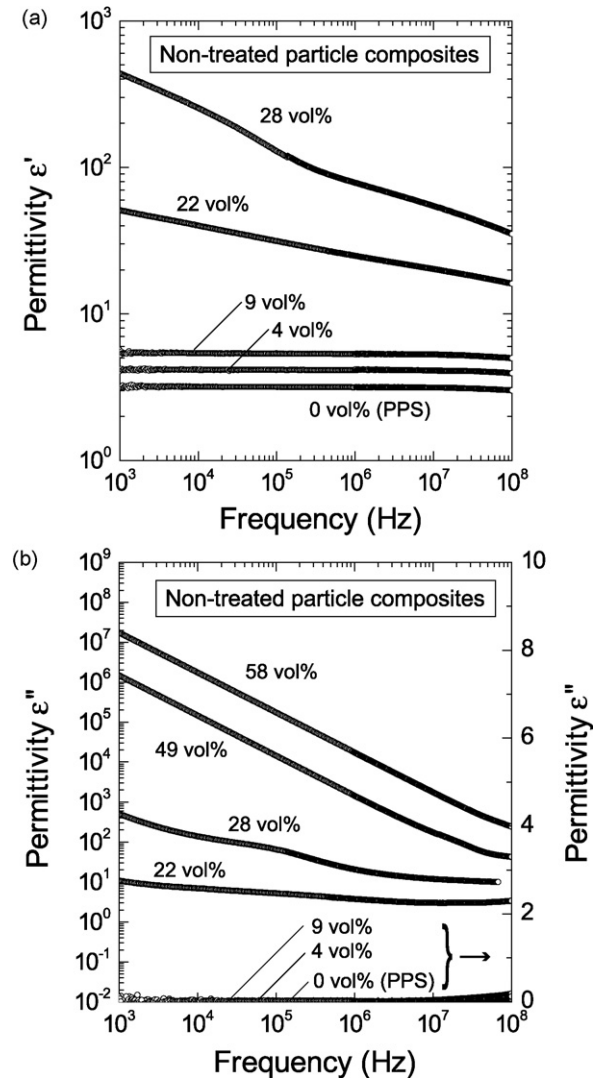 (a)
10³
Non-treated particle composites
28 vol%
10²
22 vol%
9 vol%
4 vol%
10¹
0 vol% (PPS)
10⁰
Permittivity ε'
10³ 10⁴ 10⁵ 10⁶ 10⁷ 10⁸
Frequency (Hz)
(b)
10⁹
10⁸
10⁷
10⁶
10⁵
10⁴
10³
10²
10¹
10⁰
10⁻¹
10⁻²
Permittivity ε"
Non-treated particle composites
58 vol%
49 vol%
28 vol%
22 vol%
9 vol%
4 vol%
0 vol% (PPS)
10
8
6
4
2
0
Permittivity ε"
10³ 10⁴ 10⁵ 10⁶ 10⁷ 10⁸
Frequency (Hz)